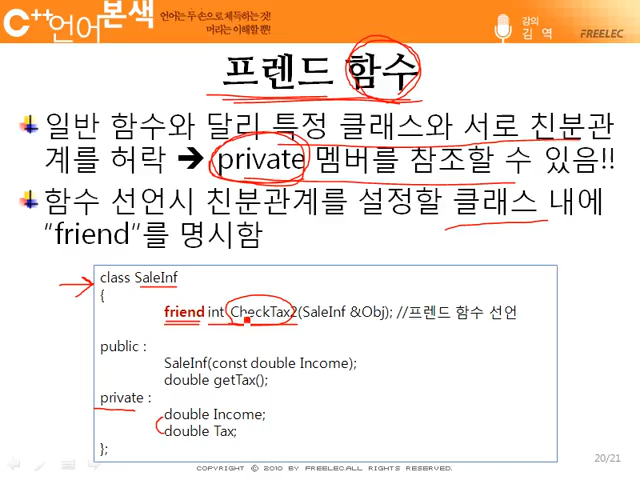 C++언어본색
언어는 두 손으로 체득하는 것!
머리는 이해할 뿐!
강의
김 역
FREELEC
프렌드 함수
일반 함수와 달리 특정 클래스와 서로 친분관
계를 허락 ➔ private 멤버를 참조할 수 있음!!
함수 선언시 친분관계를 설정할 클래스 내에
"friend"를 명시함
class SaleInf
{
friend int CheckTax2(SaleInf &Obj); //프렌드 함수 선언
public :
SaleInf(const double Income);
double getTax();
private :
double Income;
double Tax;
};
20/21
COPYRIGHT © 2010 BY FREELEC.ALL RIGHTS RESERVED.